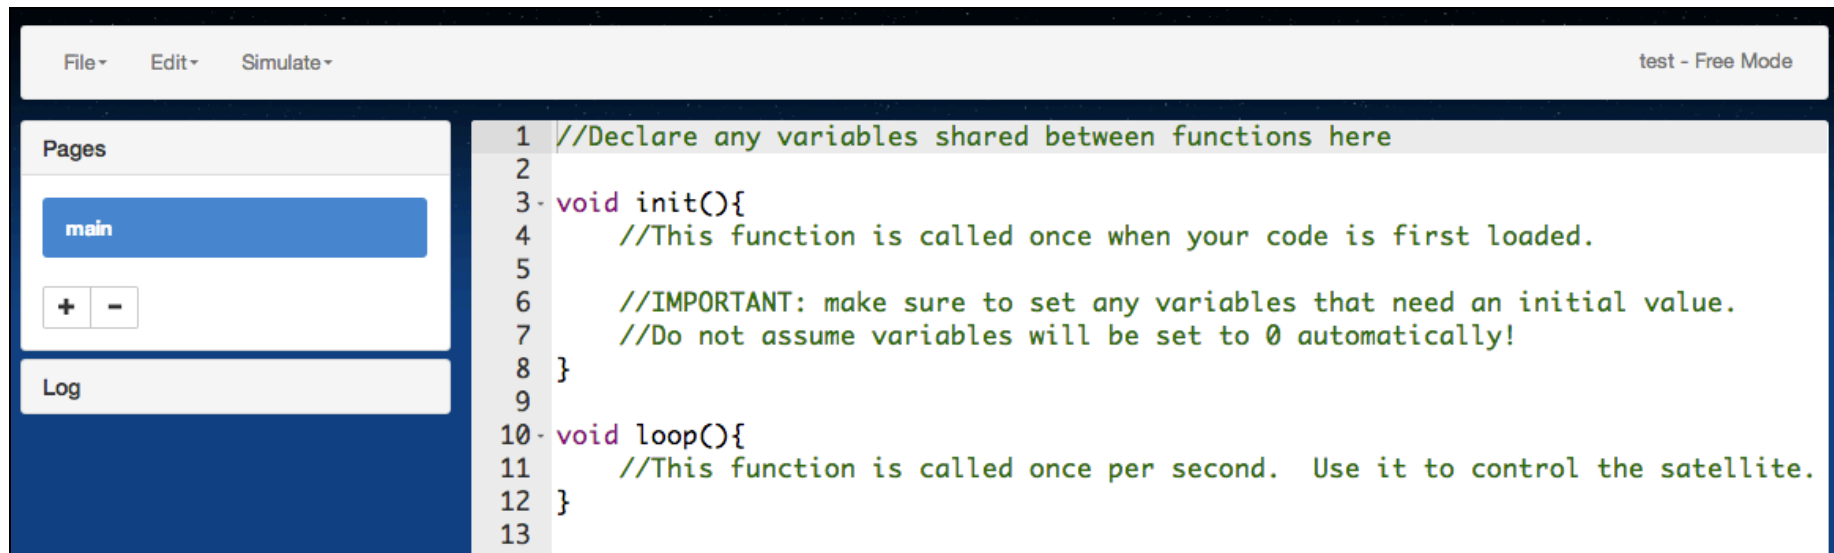 File Edit Simulate test - Free Mode
Pages
main
+ -
Log
1 //Declare any variables shared between functions here
2
3 void init(){
4     //This function is called once when your code is first loaded.
5
6     //IMPORTANT: make sure to set any variables that need an initial value.
7     //Do not assume variables will be set to 0 automatically!
8 }
9
10 void loop(){
11     //This function is called once per second.  Use it to control the satellite.
12 }
13